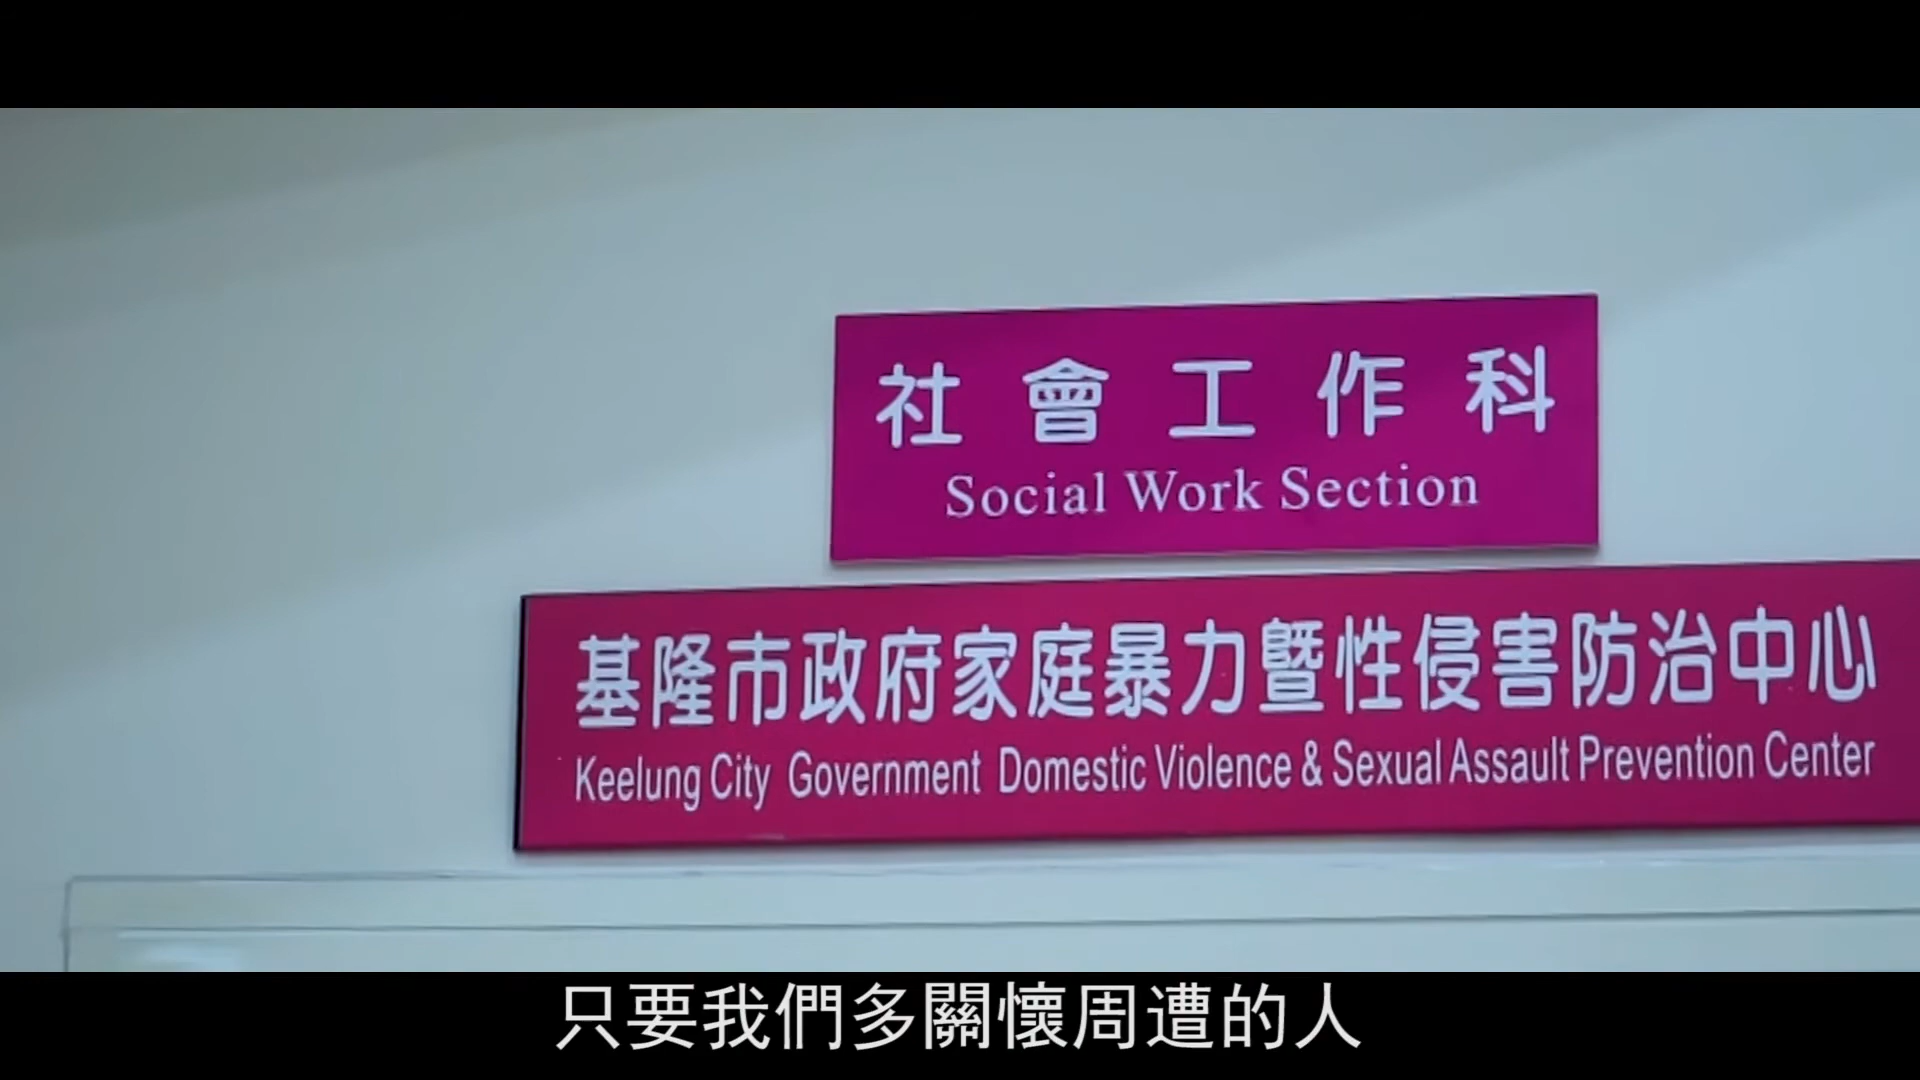 社會工作科
Social Work Section
基隆市政府家庭暴力暨性侵害防治中心
Keelung City Government Domestic Violence & Sexual Assault Prevention Center
只要我們多關懷周遭的人